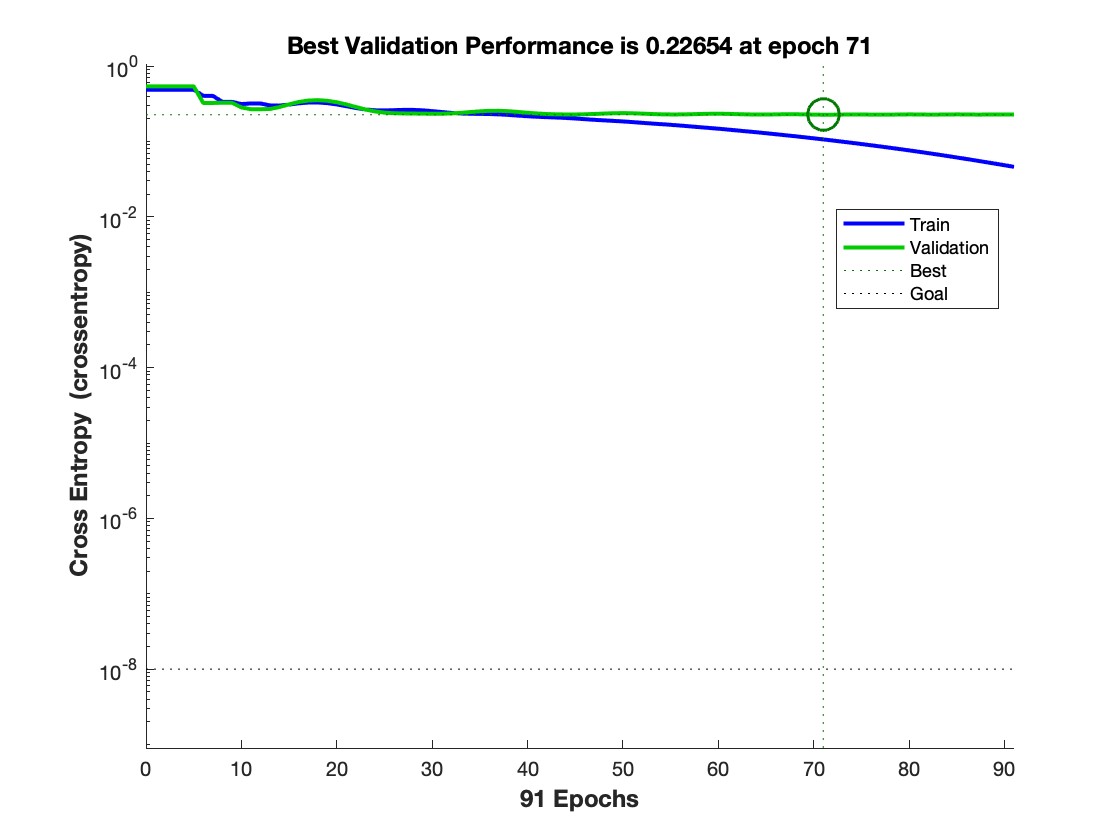 Best Validation Performance is 0.22654 at epoch 71
10^0
10^-2
10^-4
10^-6
10^-8
Cross Entropy (crossentropy)
Train
Validation
Best
Goal
0 10 20 30 40 50 60 70 80 90
91 Epochs